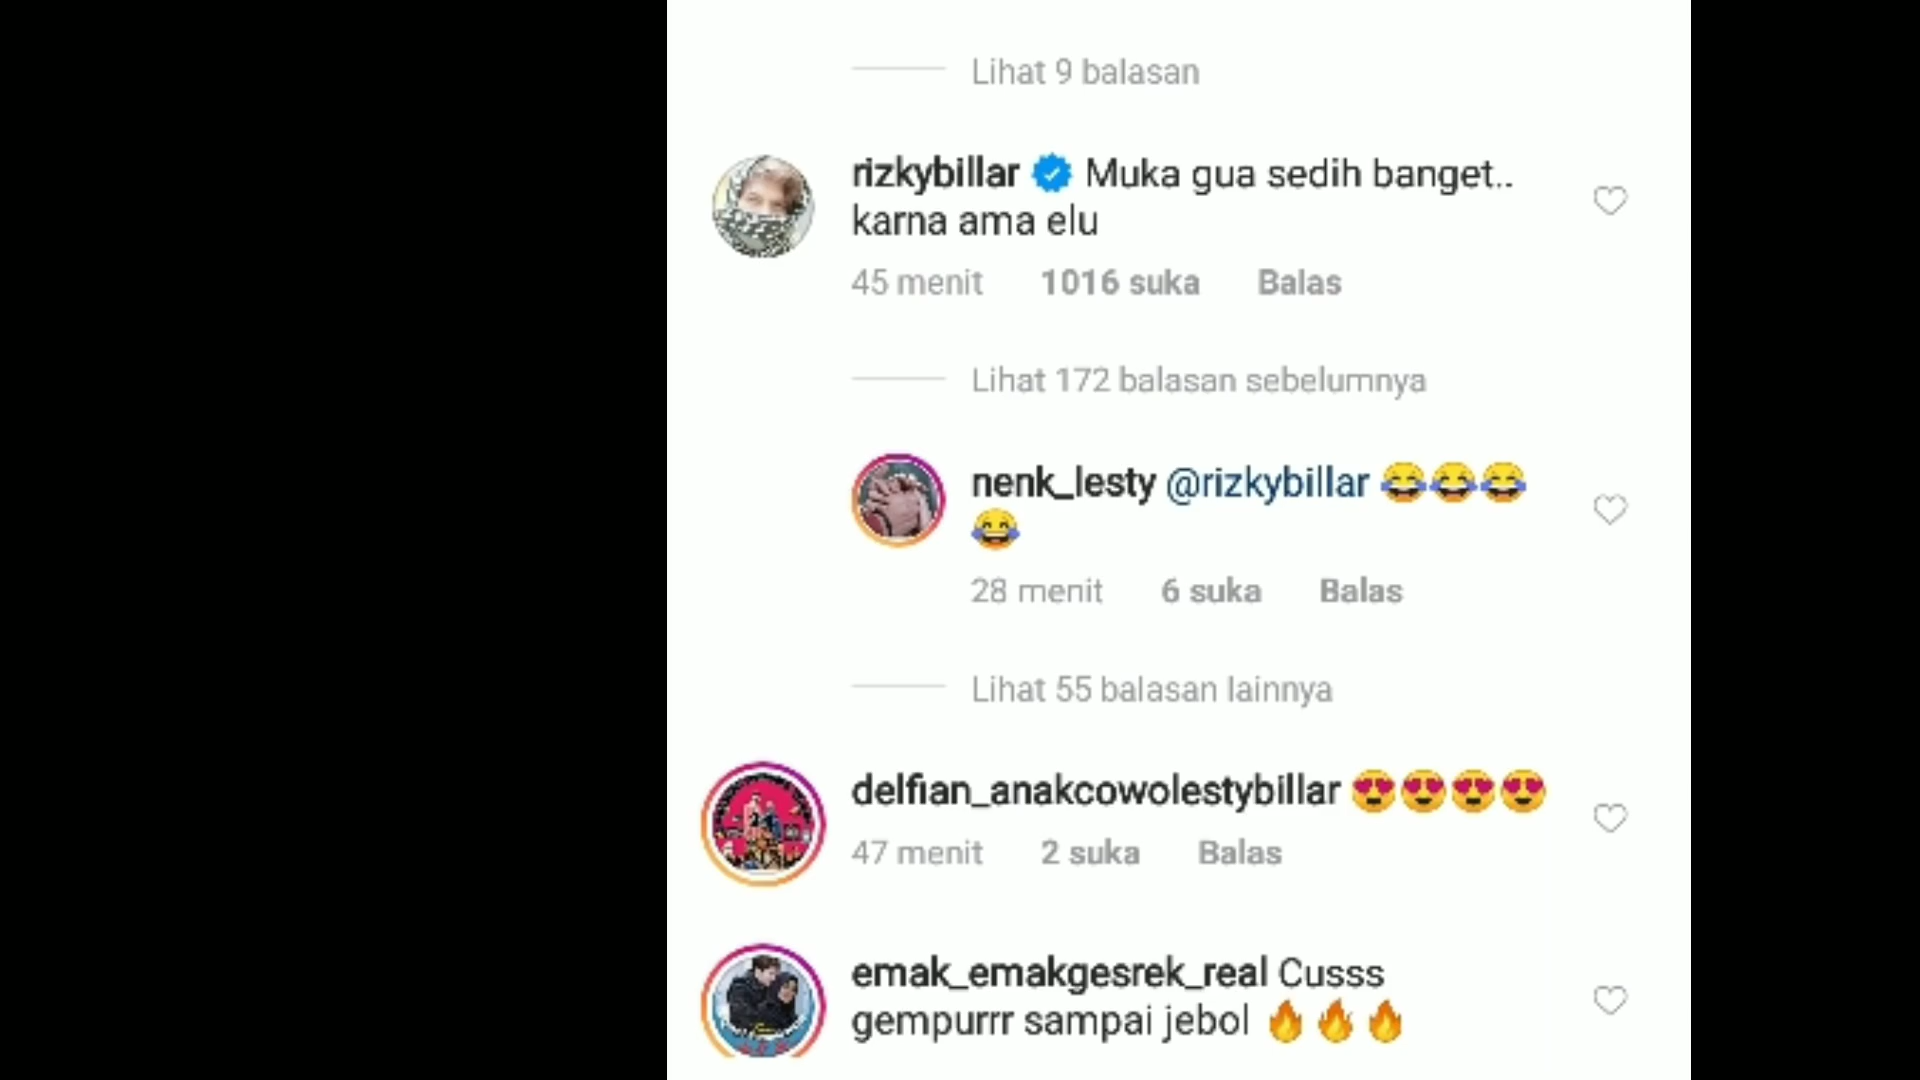 Lihat 9 balasan
rizkybillar Muka gua sedih banget..
karna ama elu
45 menit 1016 suka Balas
Lihat 172 balasan sebelumnya
nenk_lesty @rizkybillar 😂😂😂
😂
28 menit 6 suka Balas
Lihat 55 balasan lainnya
delfian_anakcowolestybillar 😍😍😍😍
47 menit 2 suka Balas
emak_emakgesrek_real Cusss
gempurrr sampai jebol 🔥🔥🔥